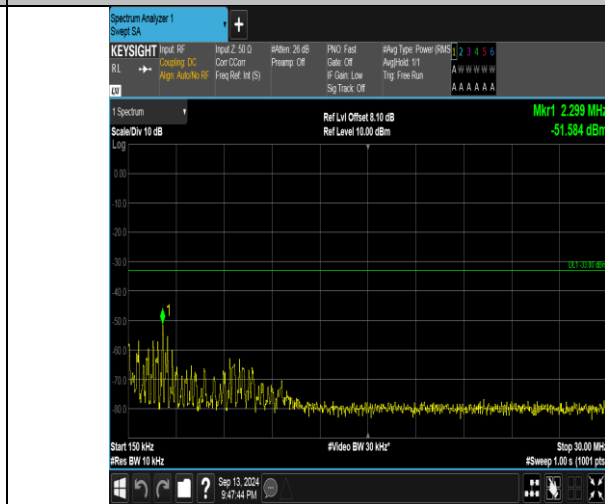 Spectrum Analyzer 1
Swept SA
+
KEYSIGHT Input: RF Input Z: 50 Ω #Atten: 26 dB PNO: Fast #Avg Type: Power (RMS 1 2 3 4 5 6
RL Coupling: DC Corr CCorr Preamp: Off Gate: Off Avg|Hold: 1/1 A W W W W W
Align: Auto/No RF Freq Ref: Int (S) IF Gain: Low Trig: Free Run
Sig Track: Off A A A A A A
LXI
1 Spectrum Ref Lvl Offset 8.10 dB Mkr1 2.299 MHz
Scale/Div 10 dB Ref Level 10.00 dBm -51.584 dBm
Log
0.00
-10.0
-20.0
-30.0
DL1 -33.00 dBm
-40.0
1
-50.0
-60.0
-70.0
-80.0
Start 150 kHz #Video BW 30 kHz* Stop 30.00 MHz
#Res BW 10 kHz #Sweep 1.00 s (1001 pts
? Sep 13, 2024
9:47:44 PM